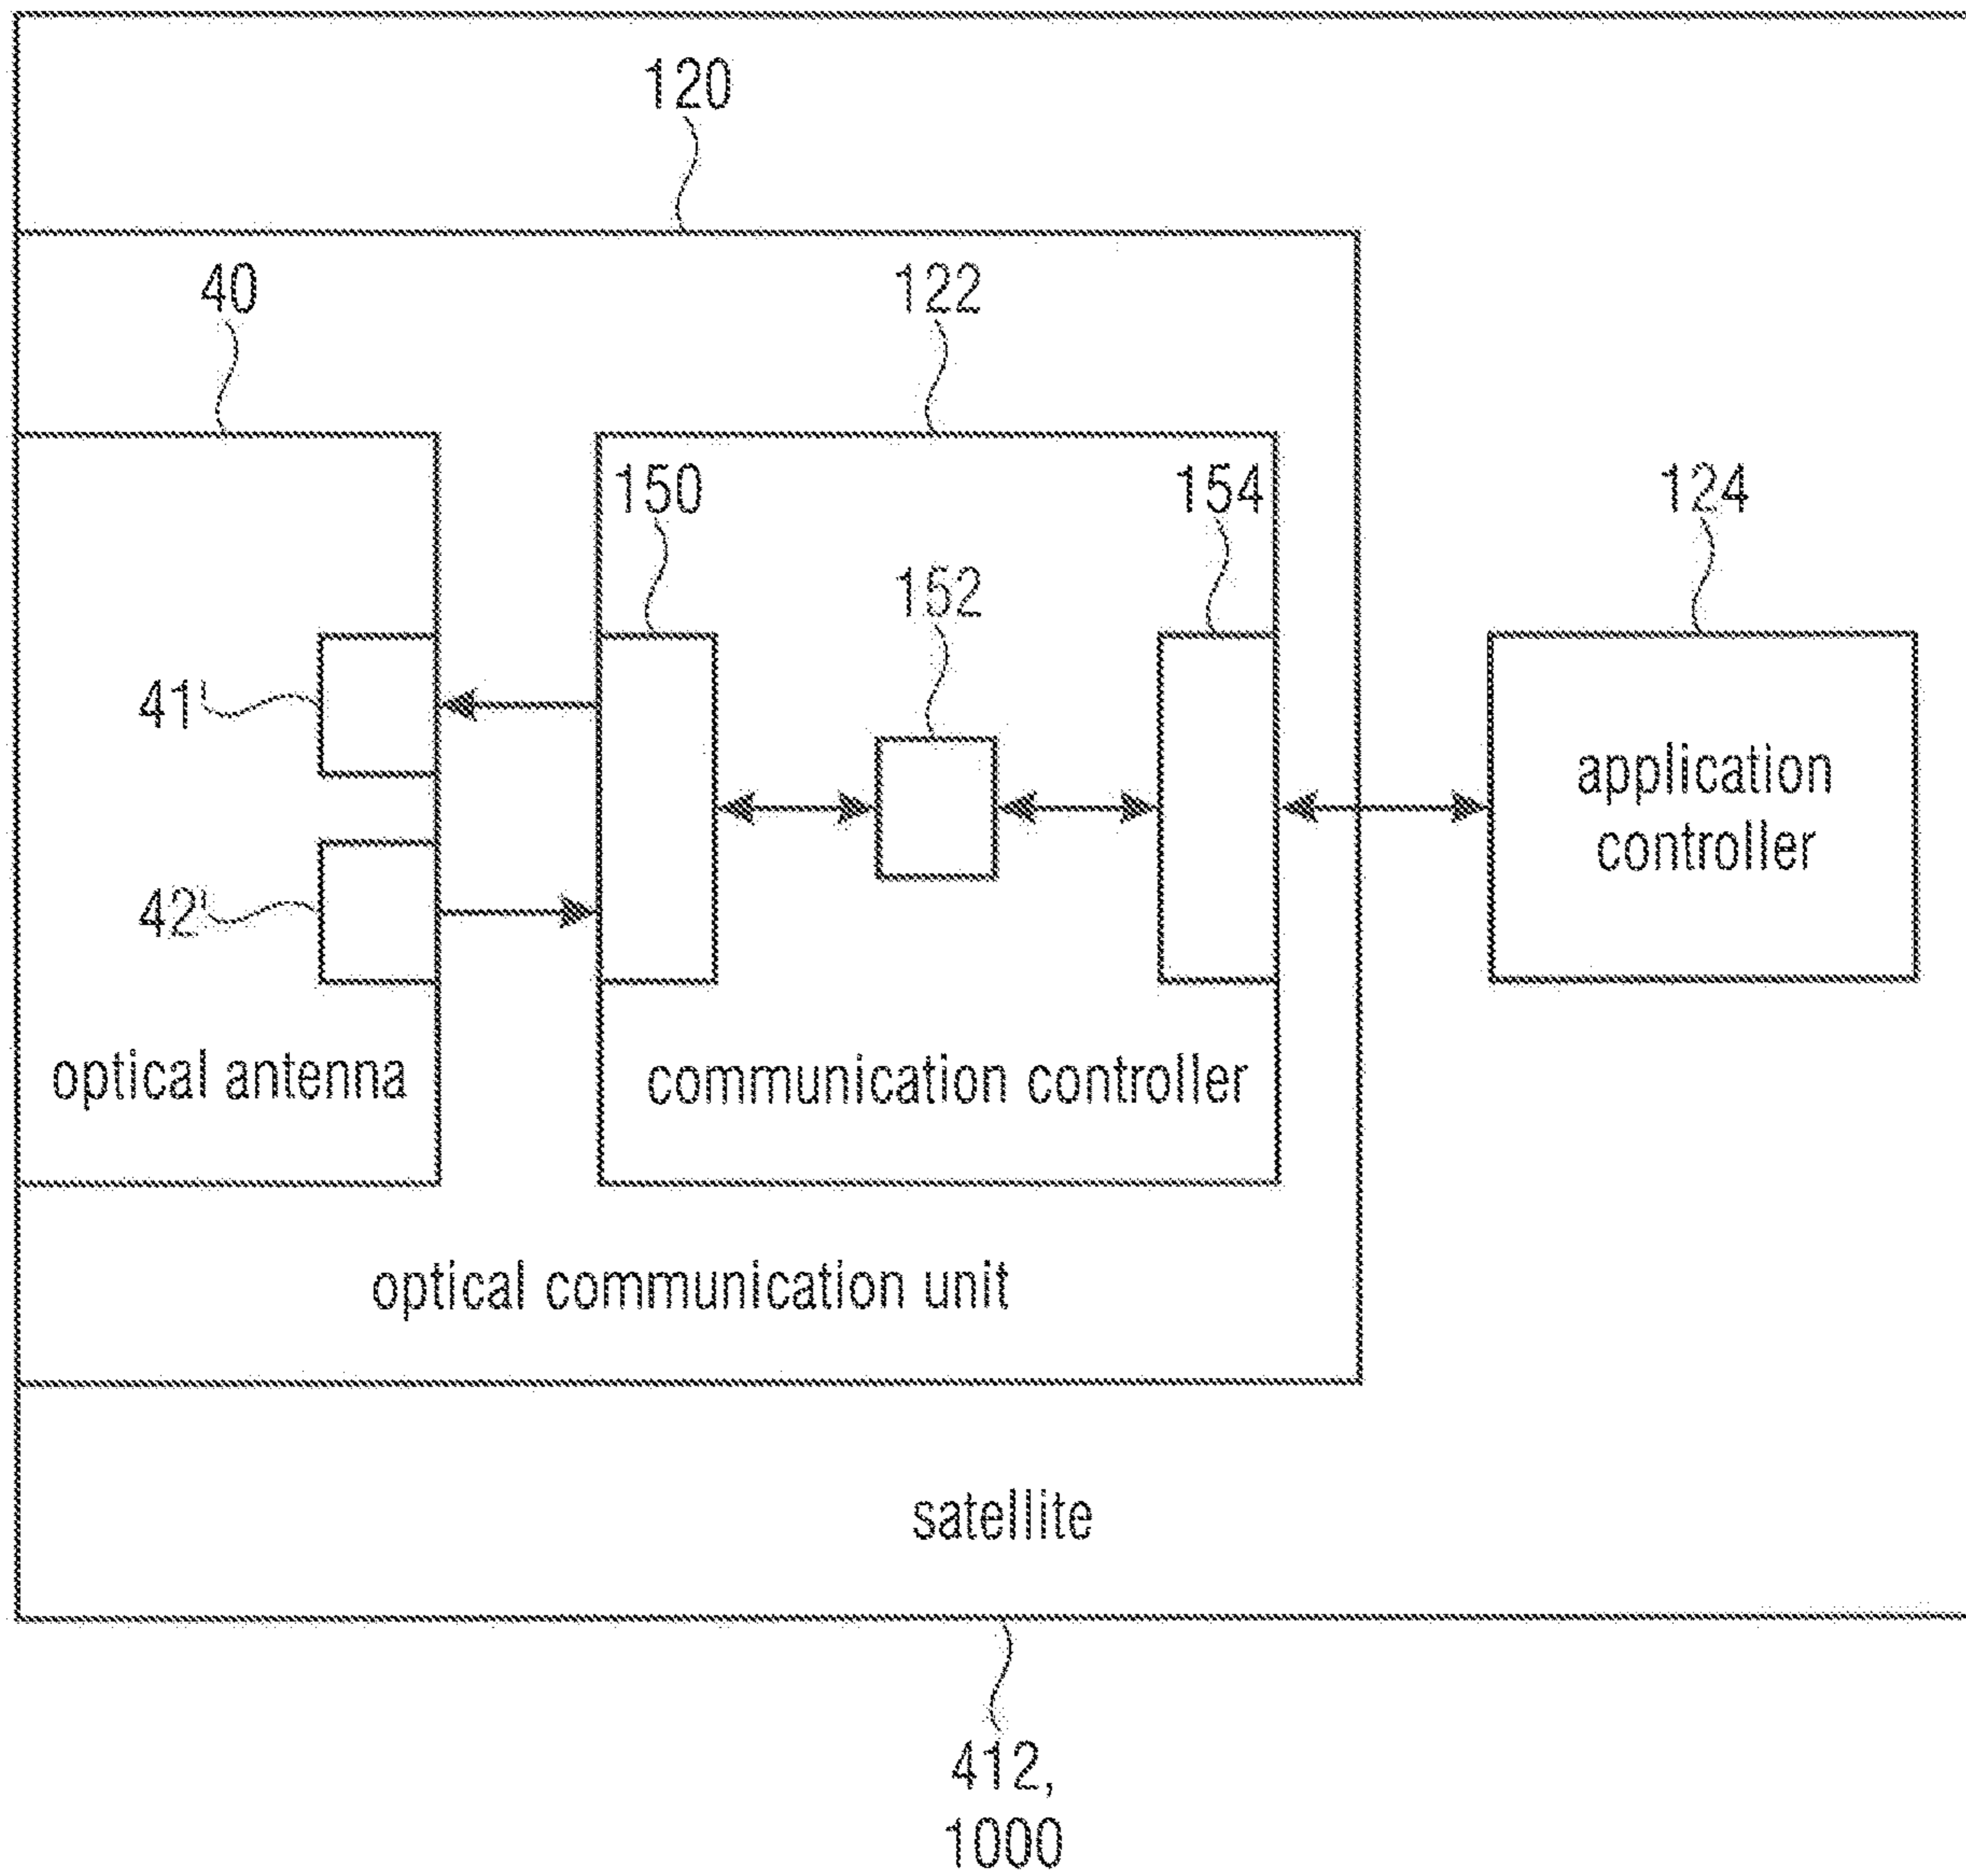 120
40
122
150
154
124
152
41
42
application
controller
optical antenna
communication controller
optical communication unit
satellite
412,
1000